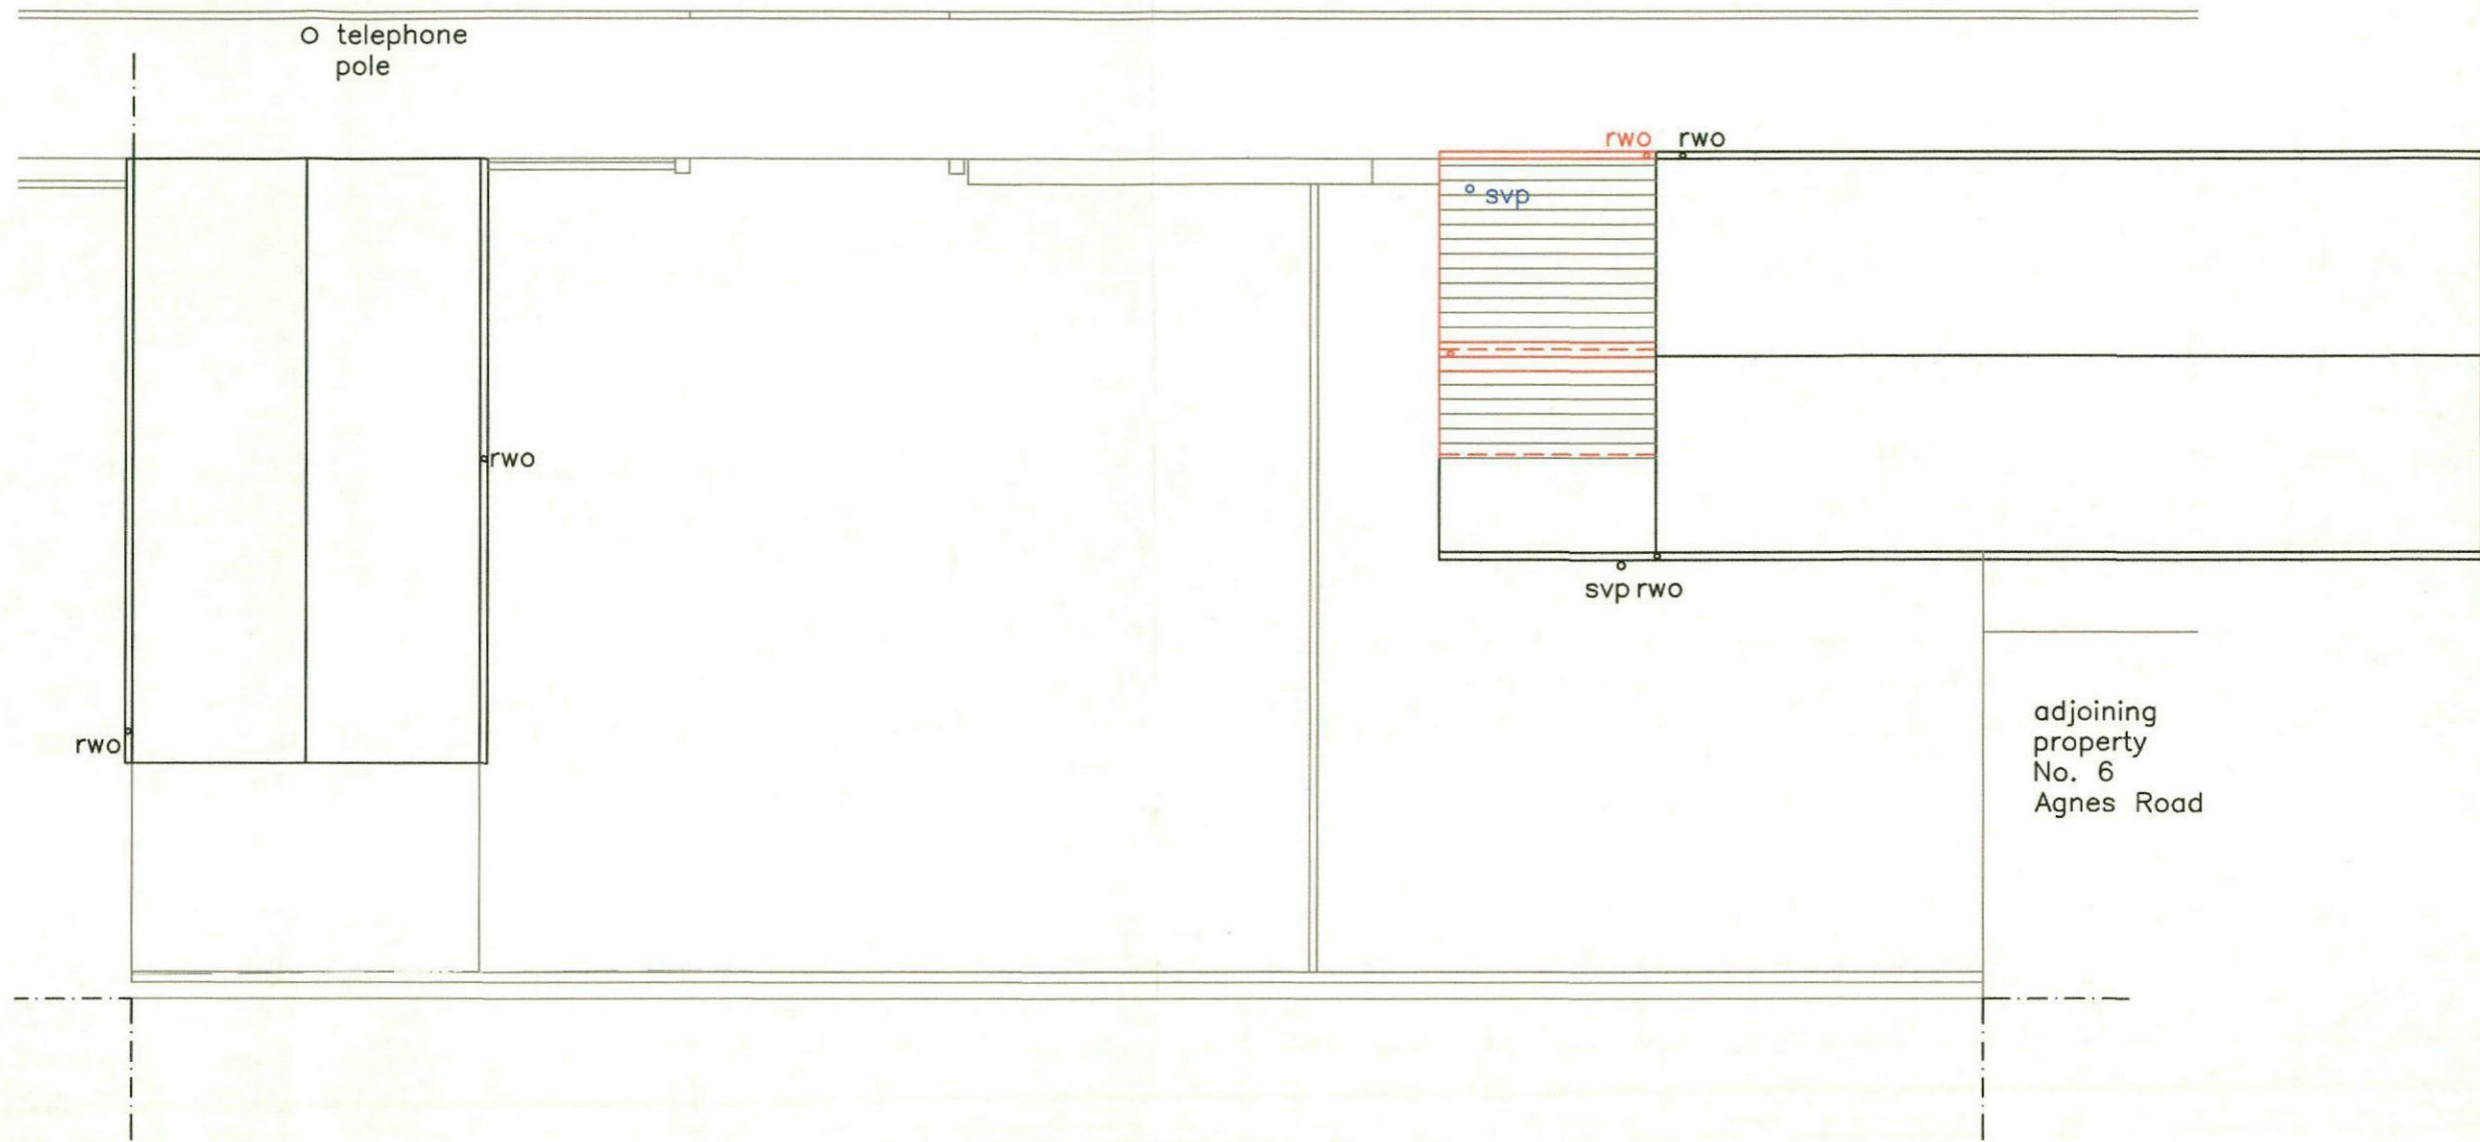 telephone
pole
rwo rwo
svp
rwo
svp rwo
rwo
adjoining
property
No. 6
Agnes Road